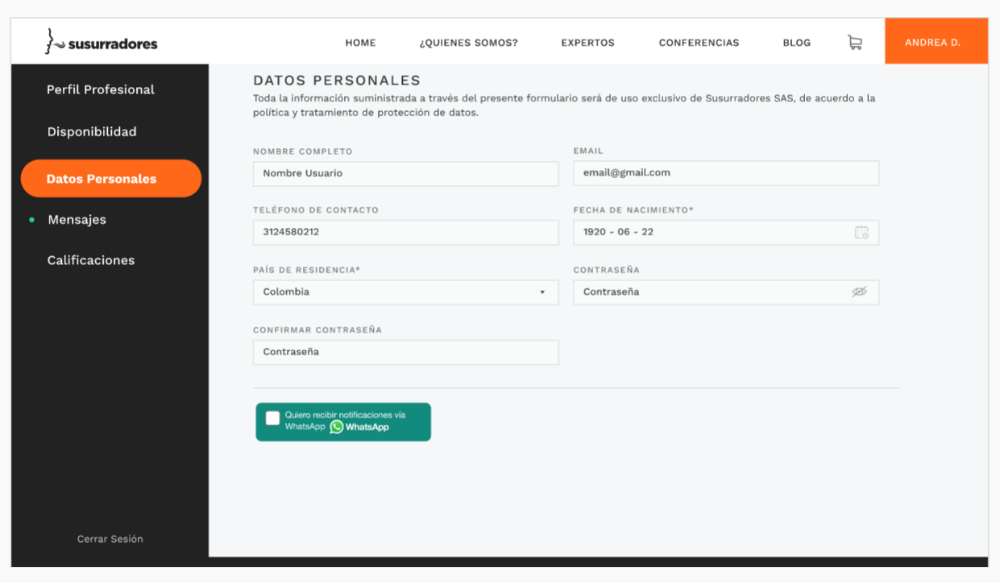 susurradores
HOME ¿QUIENES SOMOS? EXPERTOS CONFERENCIAS BLOG ANDREA D.
Perfil Profesional
Disponibilidad
Datos Personales
Mensajes
Calificaciones
Cerrar Sesión
DATOS PERSONALES
Toda la información suministrada a través del presente formulario será de uso exclusivo de Susurradores SAS, de acuerdo a la
política y tratamiento de protección de datos.
NOMBRE COMPLETO
Nombre Usuario
EMAIL
email@gmail.com
TELÉFONO DE CONTACTO
3124580212
FECHA DE NACIMIENTO*
1920 - 06 - 22
PAÍS DE RESIDENCIA*
Colombia
CONTRASEÑA
Contraseña
CONFIRMAR CONTRASEÑA
Contraseña
Quiero recibir notificaciones vía
WhatsApp WhatsApp